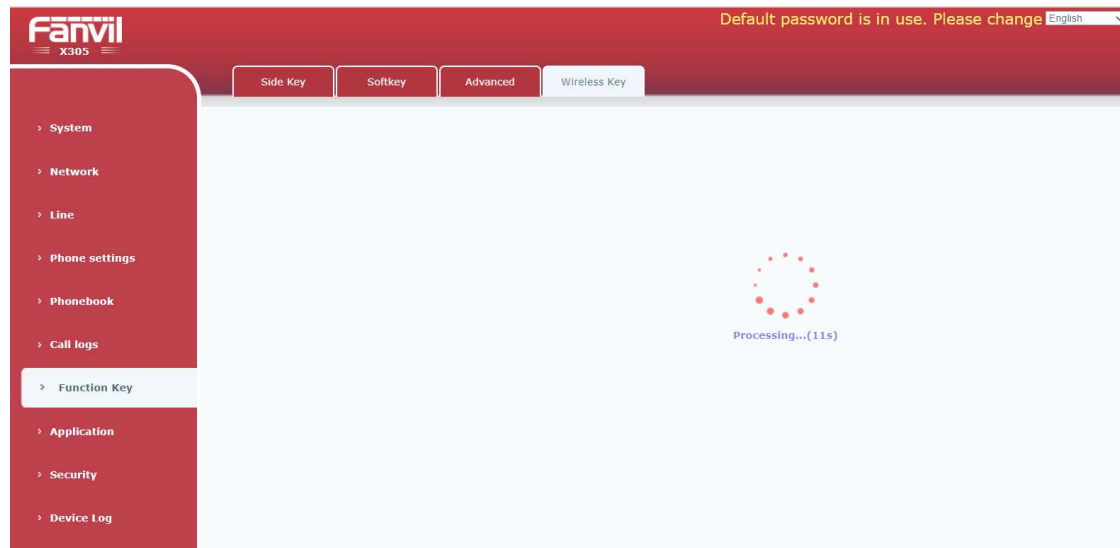 Fanvil
X305
Default password is in use. Please change
English
Side Key
Softkey
Advanced
Wireless Key
System
Network
Line
Phone settings
Phonebook
Call logs
Function Key
Application
Security
Device Log
Processing...(11s)